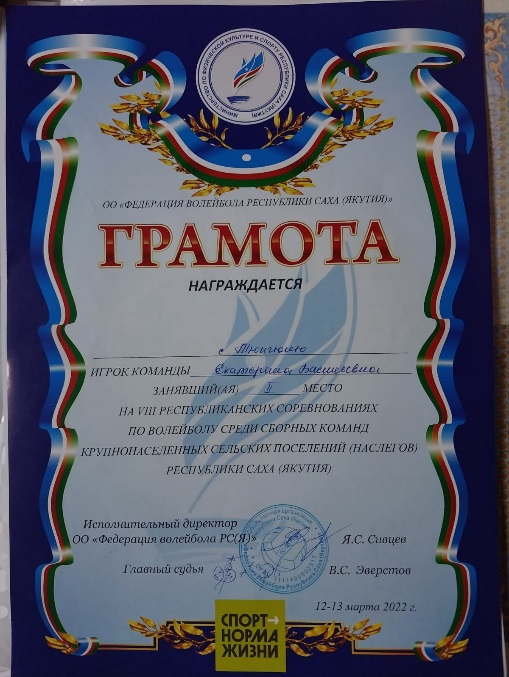 МИНИСТЕРСТВО ПО ФИЗИЧЕСКОЙ КУЛЬТУРЕ И СПОРТУ РЕСПУБЛИКИ САХА (ЯКУТИЯ)
ОО «ФЕДЕРАЦИЯ ВОЛЕЙБОЛА РЕСПУБЛИКИ САХА (ЯКУТИЯ)»
ГРАМОТА
НАГРАЖДАЕТСЯ
с. Тюнгюлю
ИГРОК КОМАНДЫ Екатерина Васильевна
ЗАНЯВШИЙ(АЯ) II МЕСТО
НА VIII РЕСПУБЛИКАНСКИХ СОРЕВНОВАНИЯХ
ПО ВОЛЕЙБОЛУ СРЕДИ СБОРНЫХ КОМАНД
КРУПНОНАСЕЛЕННЫХ СЕЛЬСКИХ ПОСЕЛЕНИЙ (НАСЛЕГОВ)
РЕСПУБЛИКИ САХА (ЯКУТИЯ)
Исполнительный директор
ОО «Федерация волейбола РС(Я)» Я.С. Сивцев
Главный судья В.С. Эверстов
12-13 марта 2022 г.
СПОРТ→
НОРМА
ЖИЗНИ